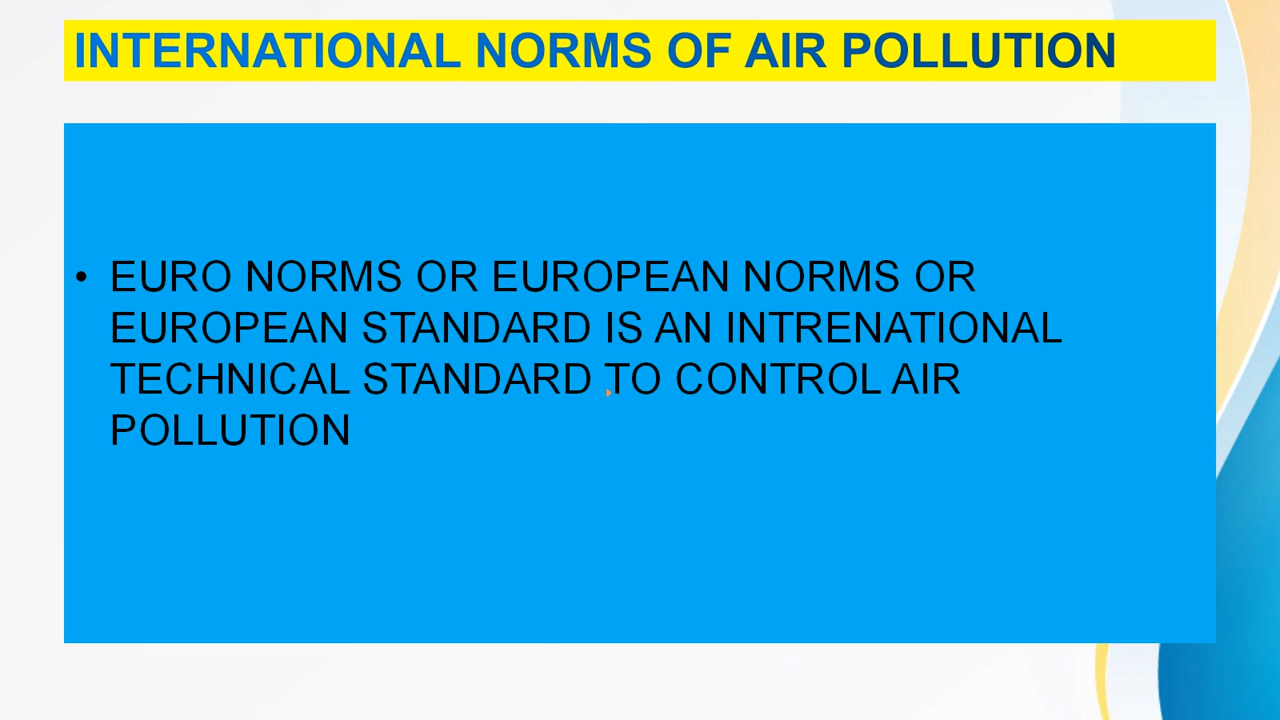 INTERNATIONAL NORMS OF AIR POLLUTION
• EURO NORMS OR EUROPEAN NORMS OR
EUROPEAN STANDARD IS AN INTRENATIONAL
TECHNICAL STANDARD TO CONTROL AIR
POLLUTION